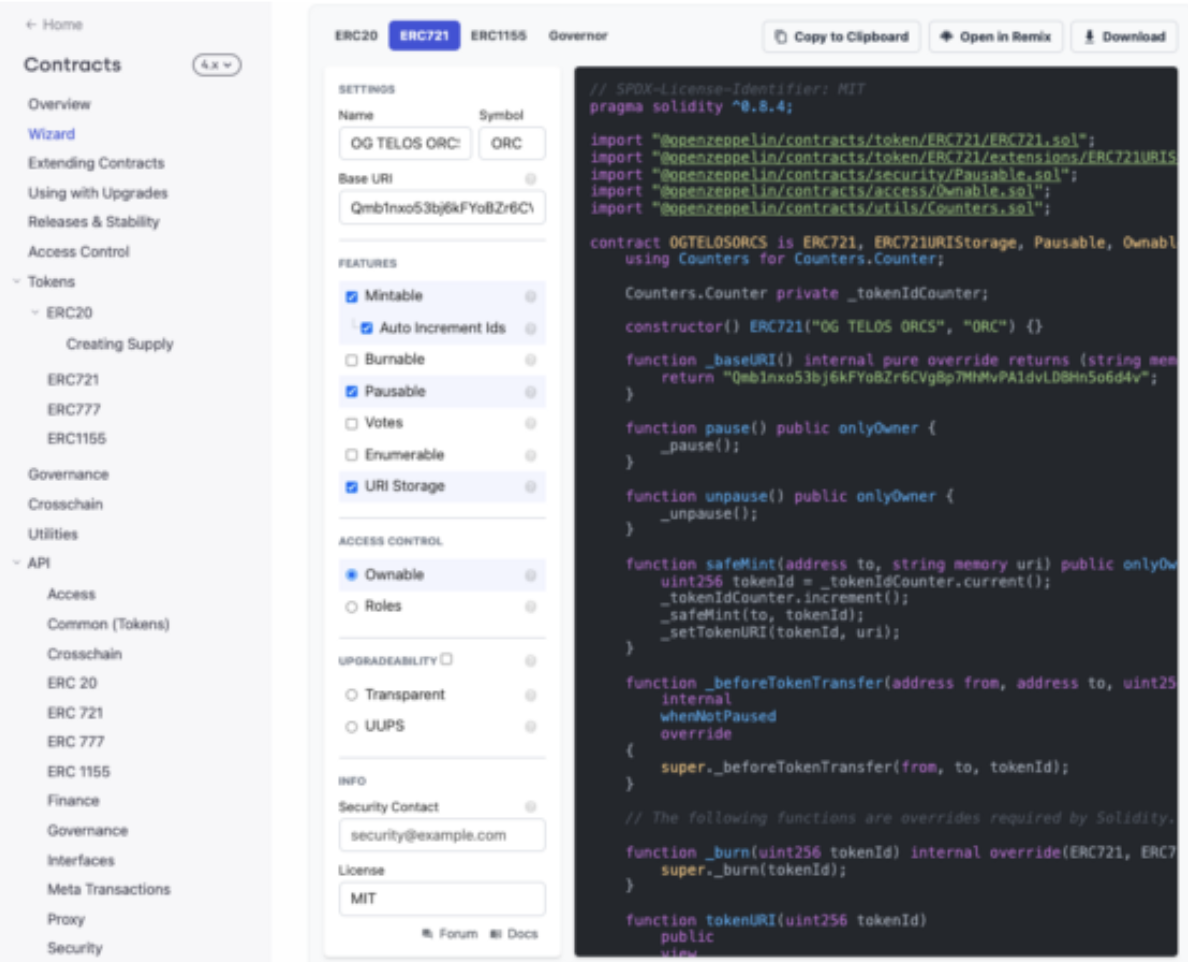 ← Home
Contracts
4.x
Overview
Wizard
Extending Contracts
Using with Upgrades
Releases & Stability
Access Control
Tokens
ERC20
Creating Supply
ERC721
ERC777
ERC1155
Governance
Crosschain
Utilities
API
Access
Common (Tokens)
Crosschain
ERC 20
ERC 721
ERC 777
ERC 1155
Finance
Governance
Interfaces
Meta Transactions
Proxy
Security
ERC20 ERC721 ERC1155 Governor
Copy to Clipboard Open in Remix Download
SETTINGS
Name Symbol
OG TELOS ORC ORC
Base URI
Qmb1nxo53bj6kFYoBZr6C
FEATURES
Mintable
Auto Increment Ids
Burnable
Pausable
Votes
Enumerable
URI Storage
ACCESS CONTROL
Ownable
Roles
UPGRADEABILITY
Transparent
UUPS
INFO
Security Contact
security@example.com
License
MIT
Forum Docs
// SPDX-License-Identifier: MIT
pragma solidity ^0.8.4;
import "@openzeppelin/contracts/token/ERC721/ERC721.sol";
import "@openzeppelin/contracts/token/ERC721/extensions/ERC721URIS
import "@openzeppelin/contracts/security/Pausable.sol";
import "@openzeppelin/contracts/access/Ownable.sol";
import "@openzeppelin/contracts/utils/Counters.sol";
contract OGTELOSORCS is ERC721, ERC721URIStorage, Pausable, Ownabl
using Counters for Counters.Counter;
Counters.Counter private _tokenIdCounter;
constructor() ERC721("OG TELOS ORCS", "ORC") {}
function _baseURI() internal pure override returns (string mem
return "Qmb1nxo53bj6kFYoBZr6CVgBp7MhMvPA1dvLDBHn5o6d4v";
}
function pause() public onlyOwner {
_pause();
}
function unpause() public onlyOwner {
_unpause();
}
function safeMint(address to, string memory uri) public onlyOw
uint256 tokenId = _tokenIdCounter.current();
_tokenIdCounter.increment();
_safeMint(to, tokenId);
_setTokenURI(tokenId, uri);
}
function _beforeTokenTransfer(address from, address to, uint25
internal
whenNotPaused
override
{
super._beforeTokenTransfer(from, to, tokenId);
}
// The following functions are overrides required by Solidity.
function _burn(uint256 tokenId) internal override(ERC721, ERC7
super._burn(tokenId);
}
function tokenURI(uint256 tokenId)
public
view